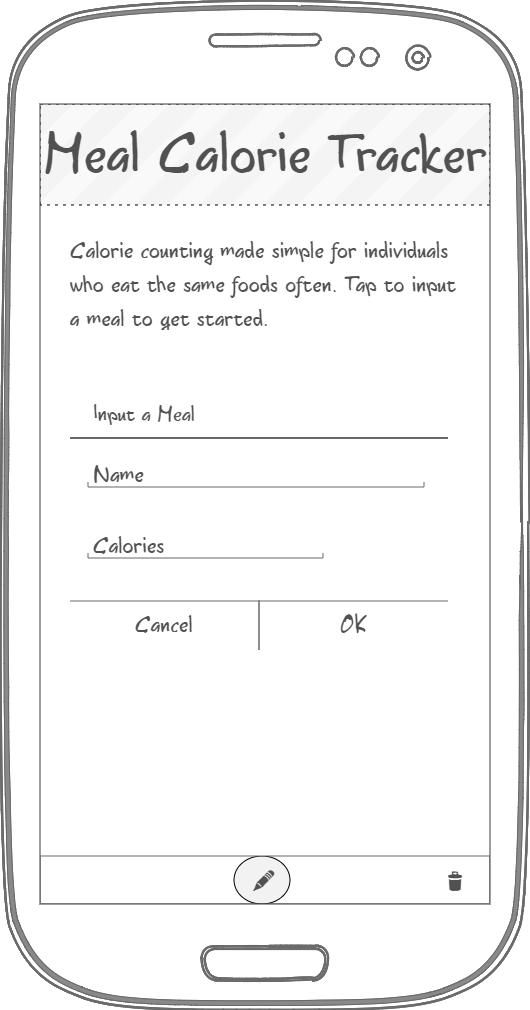 Meal Calorie Tracker
Calorie counting made simple for individuals
who eat the same foods often. Tap to input
a meal to get started.
Input a Meal
Name
Calories
Cancel OK